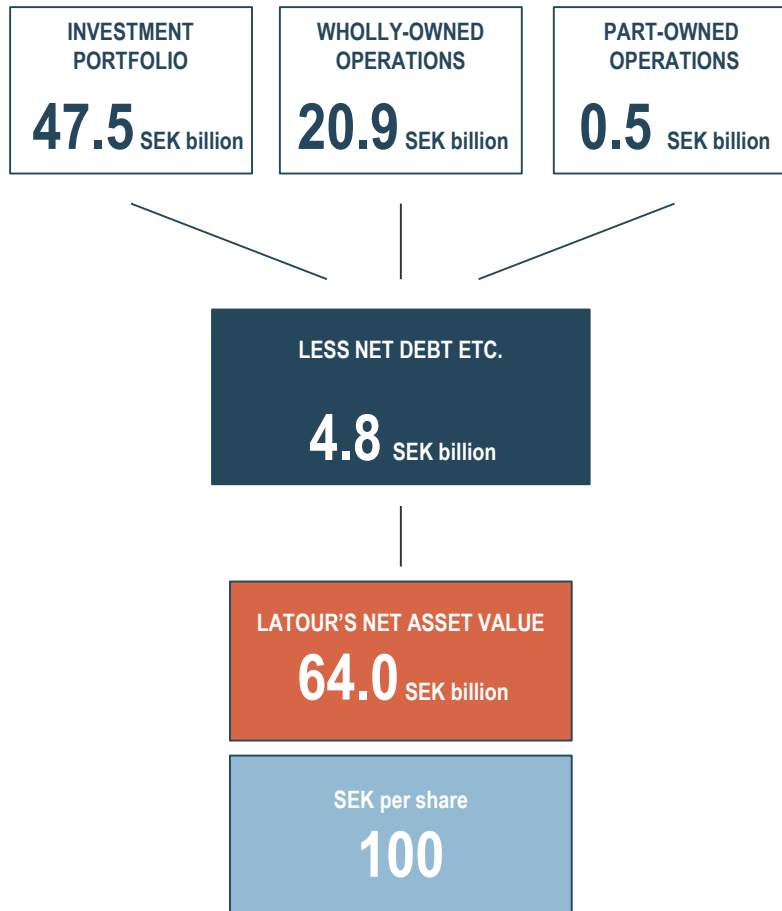 INVESTMENT
PORTFOLIO
47.5 SEK billion
WHOLLY-OWNED
OPERATIONS
20.9 SEK billion
PART-OWNED
OPERATIONS
0.5 SEK billion
LESS NET DEBT ETC.
4.8 SEK billion
LATOUR'S NET ASSET VALUE
64.0 SEK billion
SEK per share
100